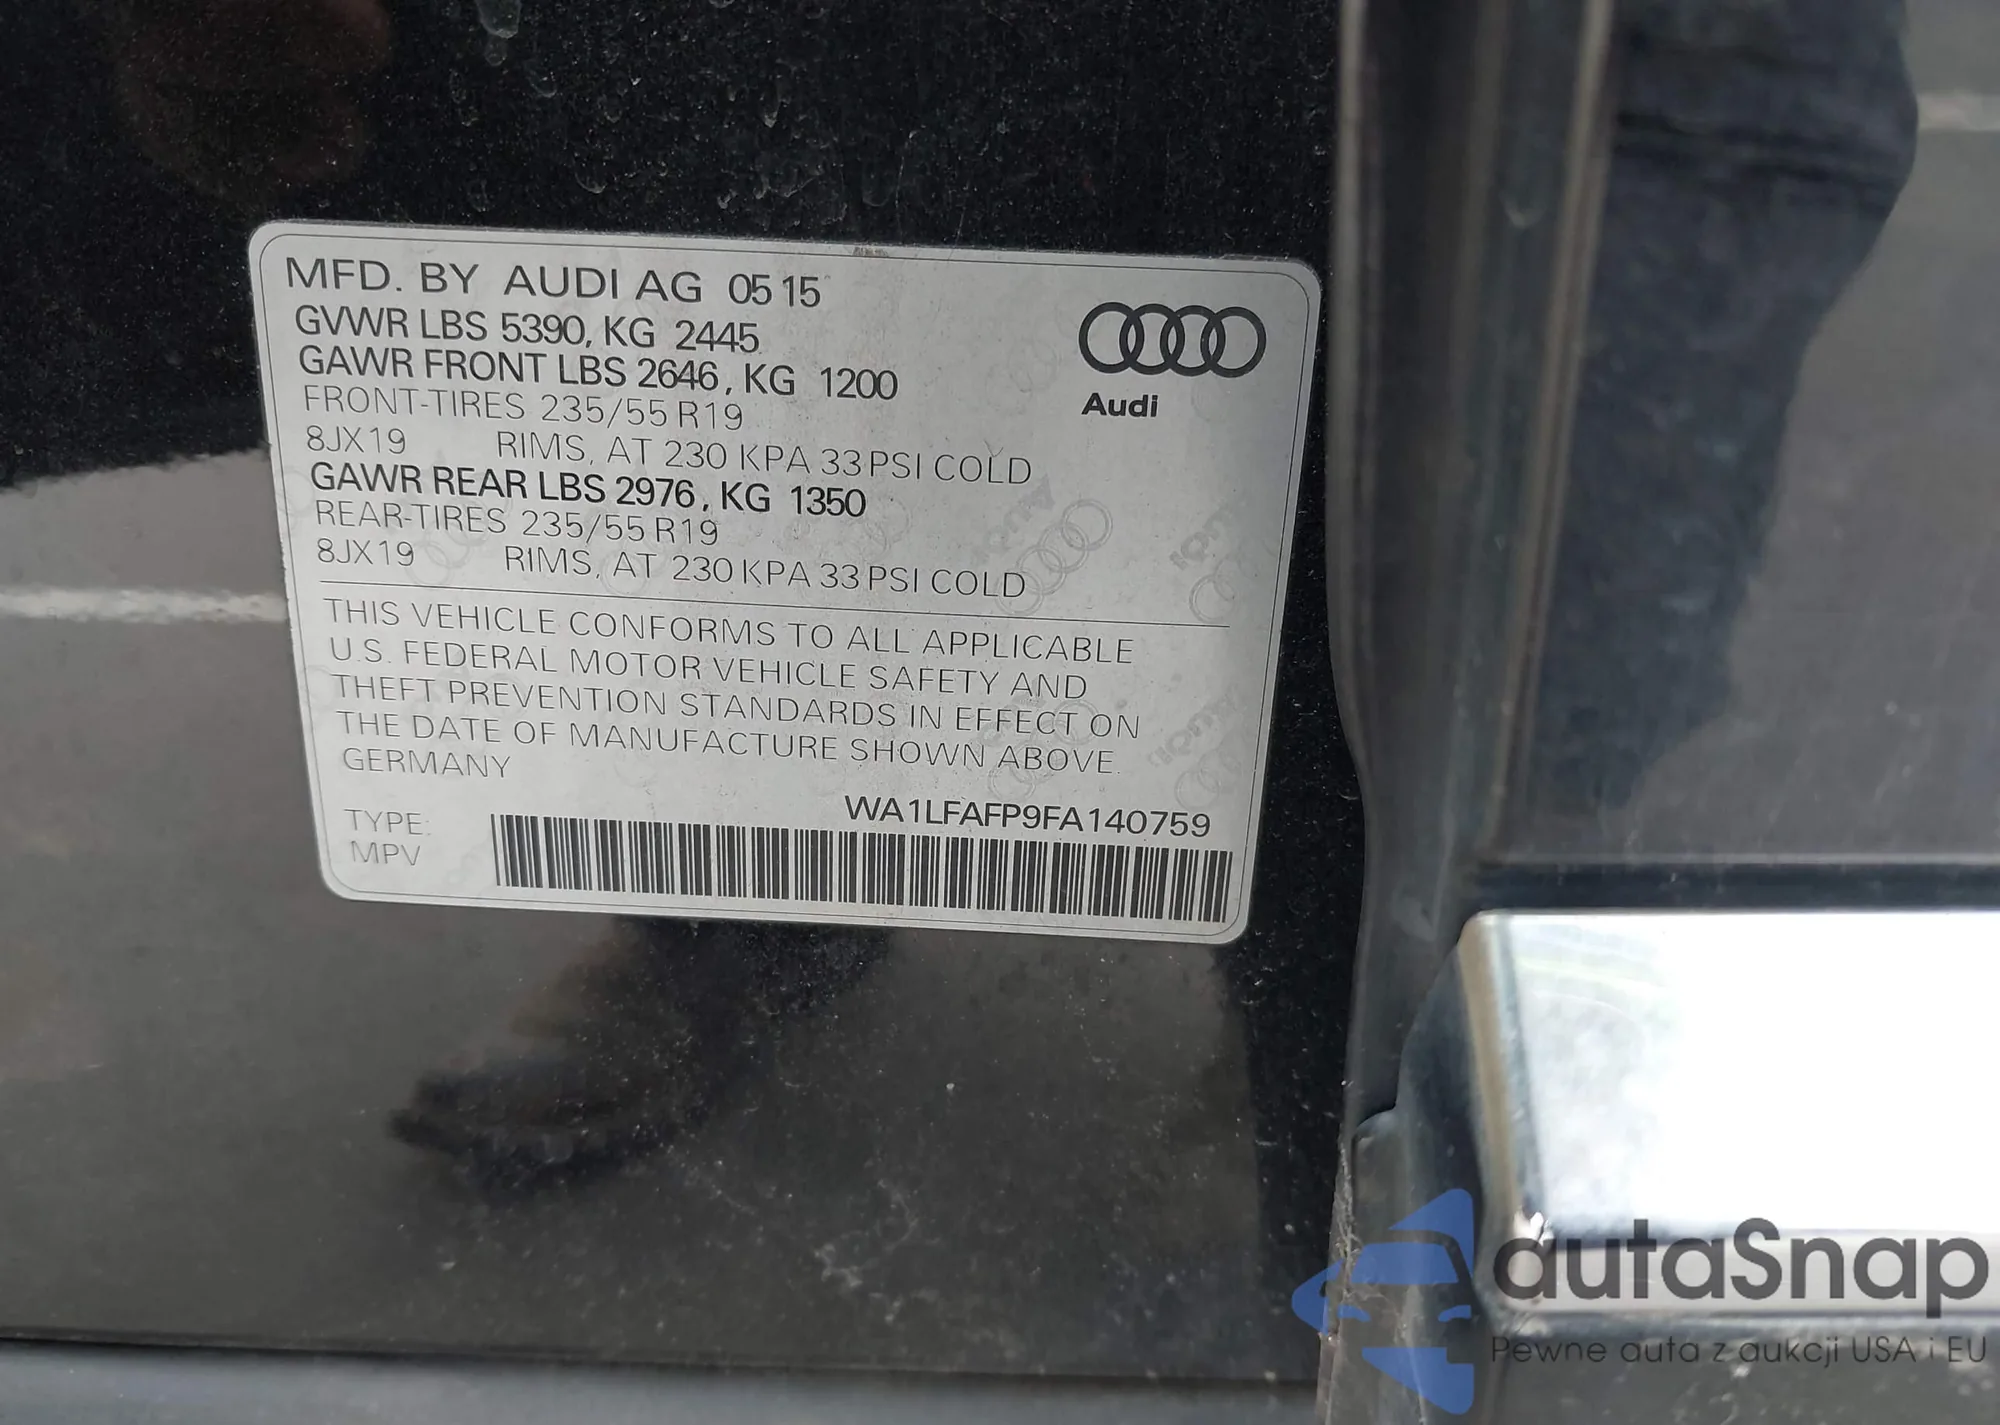 MFD. BY AUDI AG 05 15
GVWR LBS 5390, KG 2445
GAWR FRONT LBS 2646, KG 1200
FRONT-TIRES 235/55 R19
8JX19 RIMS, AT 230 KPA 33 PSI COLD
GAWR REAR LBS 2976, KG 1350
REAR-TIRES 235/55 R19
8JX19 RIMS, AT 230 KPA 33 PSI COLD
Audi
THIS VEHICLE CONFORMS TO ALL APPLICABLE
U.S. FEDERAL MOTOR VEHICLE SAFETY AND
THEFT PREVENTION STANDARDS IN EFFECT ON
THE DATE OF MANUFACTURE SHOWN ABOVE.
GERMANY
WA1LFAFP9FA140759
TYPE:
MPV
autaSnap
Pewne auta z aukcji USA i EU